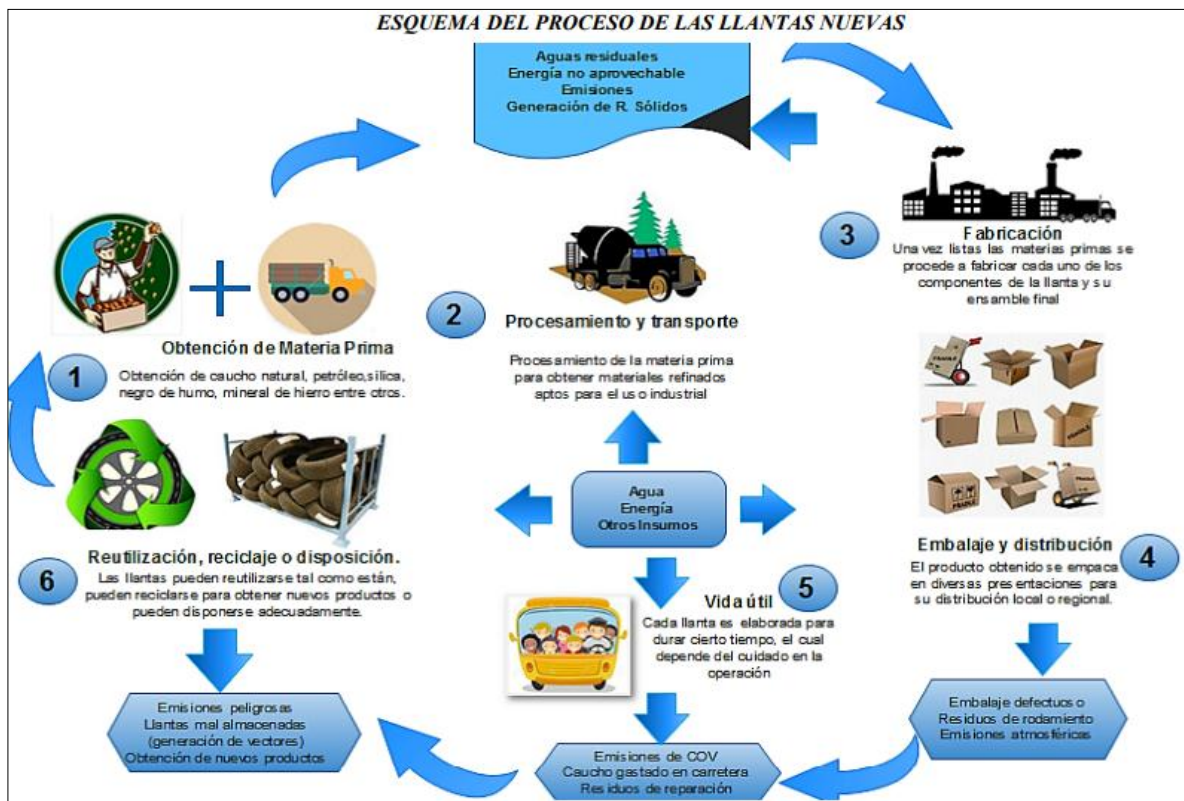 ESQUEMA DEL PROCESO DE LAS LLANTAS NUEVAS
Aguas residuales
Energía no aprovechable
Emisiones
Generación de R. Sólidos
1
Obtención de Materia Prima
Obtención de caucho natural, petróleo,sílica,
negro de humo, mineral de hierro entre otros.
2
Procesamiento y transporte
Procesamiento de la materia prima
para obtener materiales refinados
aptos para el uso industrial
3
Fabricación
Una vez listas las materias primas se
procede a fabricar cada uno de los
componentes de la llanta y su
ensamble final
FRAGILE
FRAGILE
FRAGILE
Agua
Energía
Otros Insumos
4
Embalaje y distribución
El producto obtenido se empaca
en diversas presentaciones para
su distribución local o regional.
5
Vida útil
Cada llanta es elaborada para
durar cierto tiempo, el cual
depende del cuidado en la
operación
6
Reutilización, reciclaje o disposición.
Las llantas pueden reutilizarse tal como están,
pueden reciclarse para obtener nuevos productos o
pueden disponerse adecuadamente.
Embalaje defectuoso
Residuos de rodamiento
Emisiones atmosféricas
Emisiones de COV
Caucho gastado en carretera
Residuos de reparación
Emisiones peligrosas
Llantas mal almacenadas
(generación de vectores)
Obtención de nuevos productos